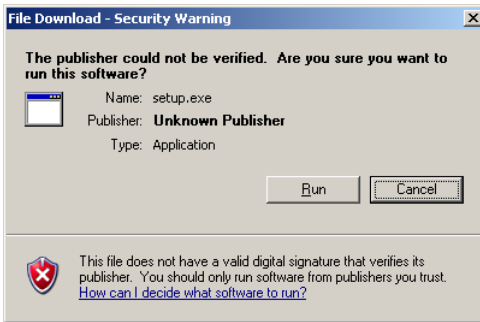 File Download - Security Warning
The publisher could not be verified.  Are you sure you want to
run this software?
Name: setup.exe
Publisher: Unknown Publisher
Type: Application
Run Cancel
This file does not have a valid digital signature that verifies its
publisher.  You should only run software from publishers you trust.
How can I decide what software to run?